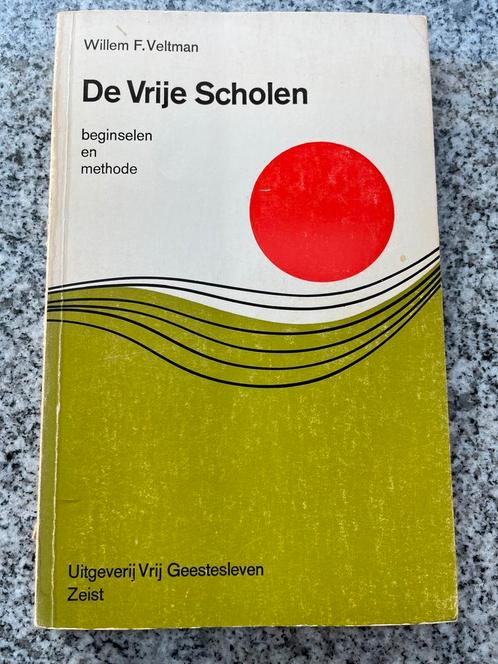 Willem F. Veltman
De Vrije Scholen
beginselen
en
methode
Uitgeverij Vrij Geestesleven
Zeist